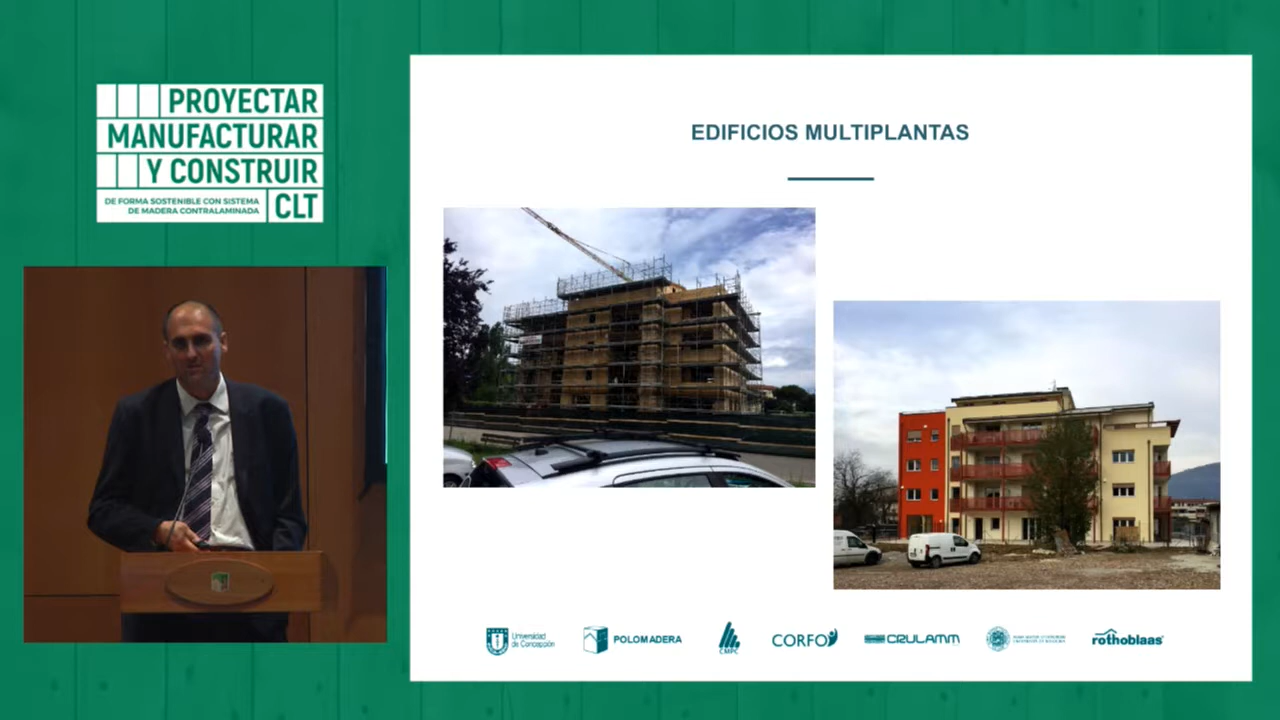 PROYECTAR
MANUFACTURAR
Y CONSTRUIR
DE FORMA SOSTENIBLE CON SISTEMA
DE MADERA CONTRALAMINADA
CLT
EDIFICIOS MULTIPLANTAS
Universidad
de Concepción
POLOMADERA
CMPC
CORFO
CRULAMM
rothoblaas